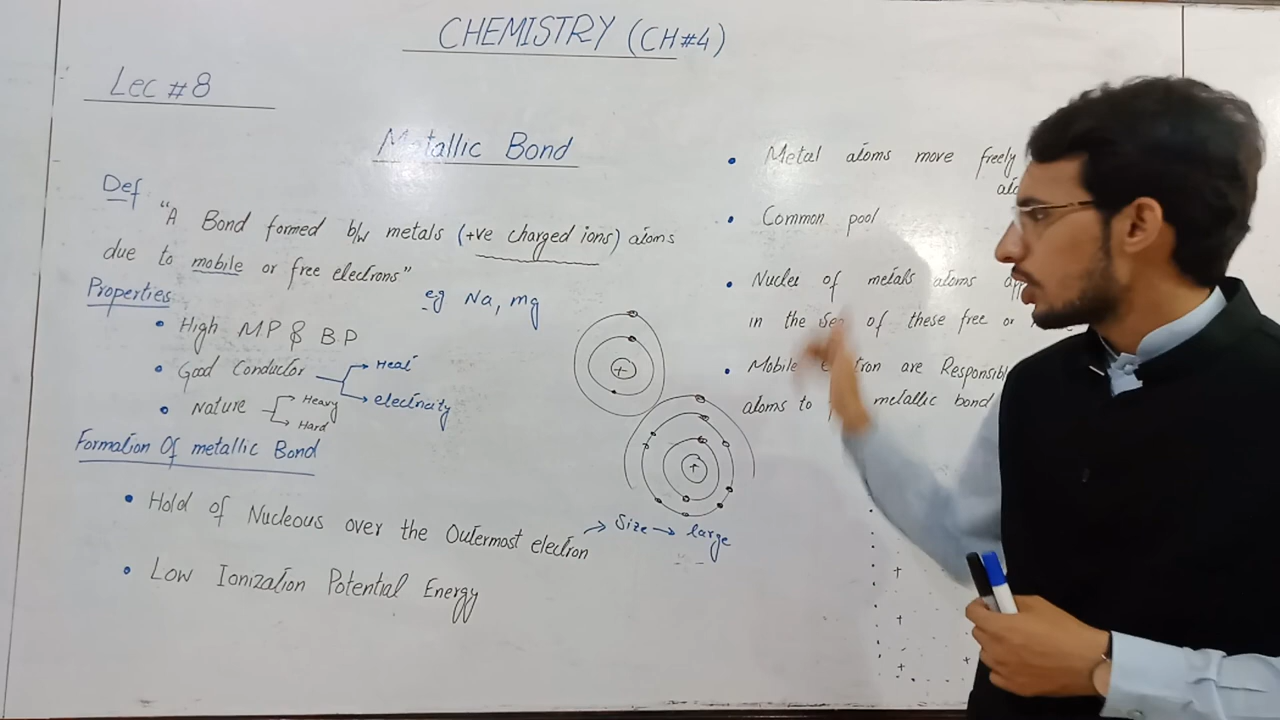 CHEMISTRY (CH#4)
Lec #8
Metallic Bond
Def
"A Bond formed b/w metals (+ve charged ions) atoms
due to mobile or free electrons"
eg Na, mg
Properties
• High MP & BP
• Good Conductor → Heat
→ electricity
• Nature → Heavy
→ Hard
Formation Of metallic Bond
• Hold of Nucleous over the Outermost electron → Size → large
• Low Ionization Potential Energy
+
+
• Metal atoms move freely
• Common pool
• Nuclei of metals atoms
in the Sea of these free or
• Mobile are
atoms to metallic bond
+
+
+
+